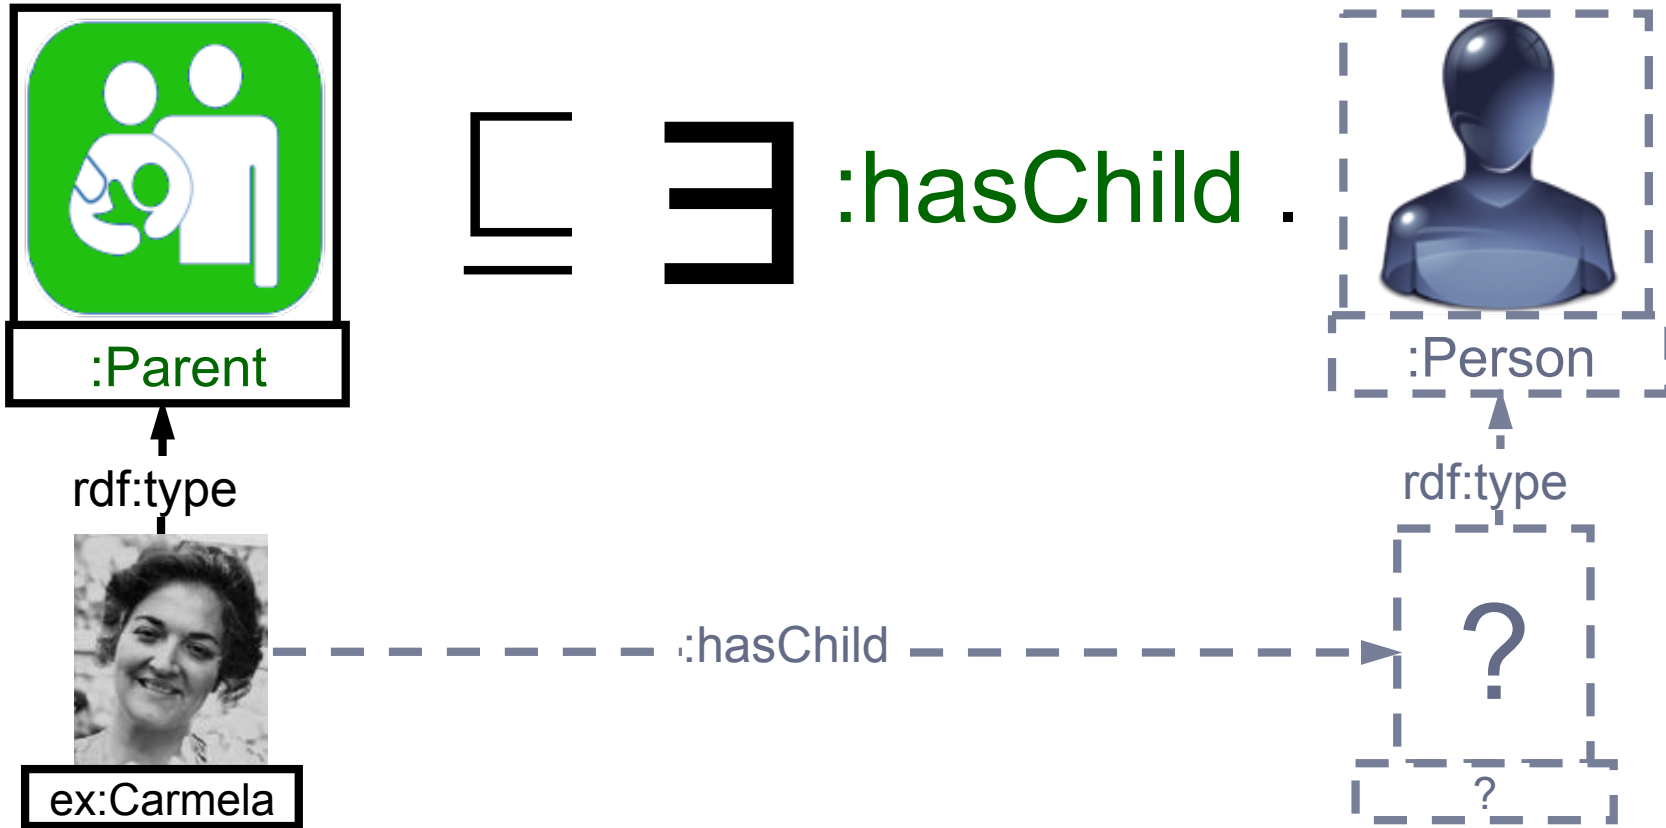 ⊑ ∃ :hasChild .
:Parent
:Person
rdf:type
rdf:type
:hasChild
?
ex:Carmela
?